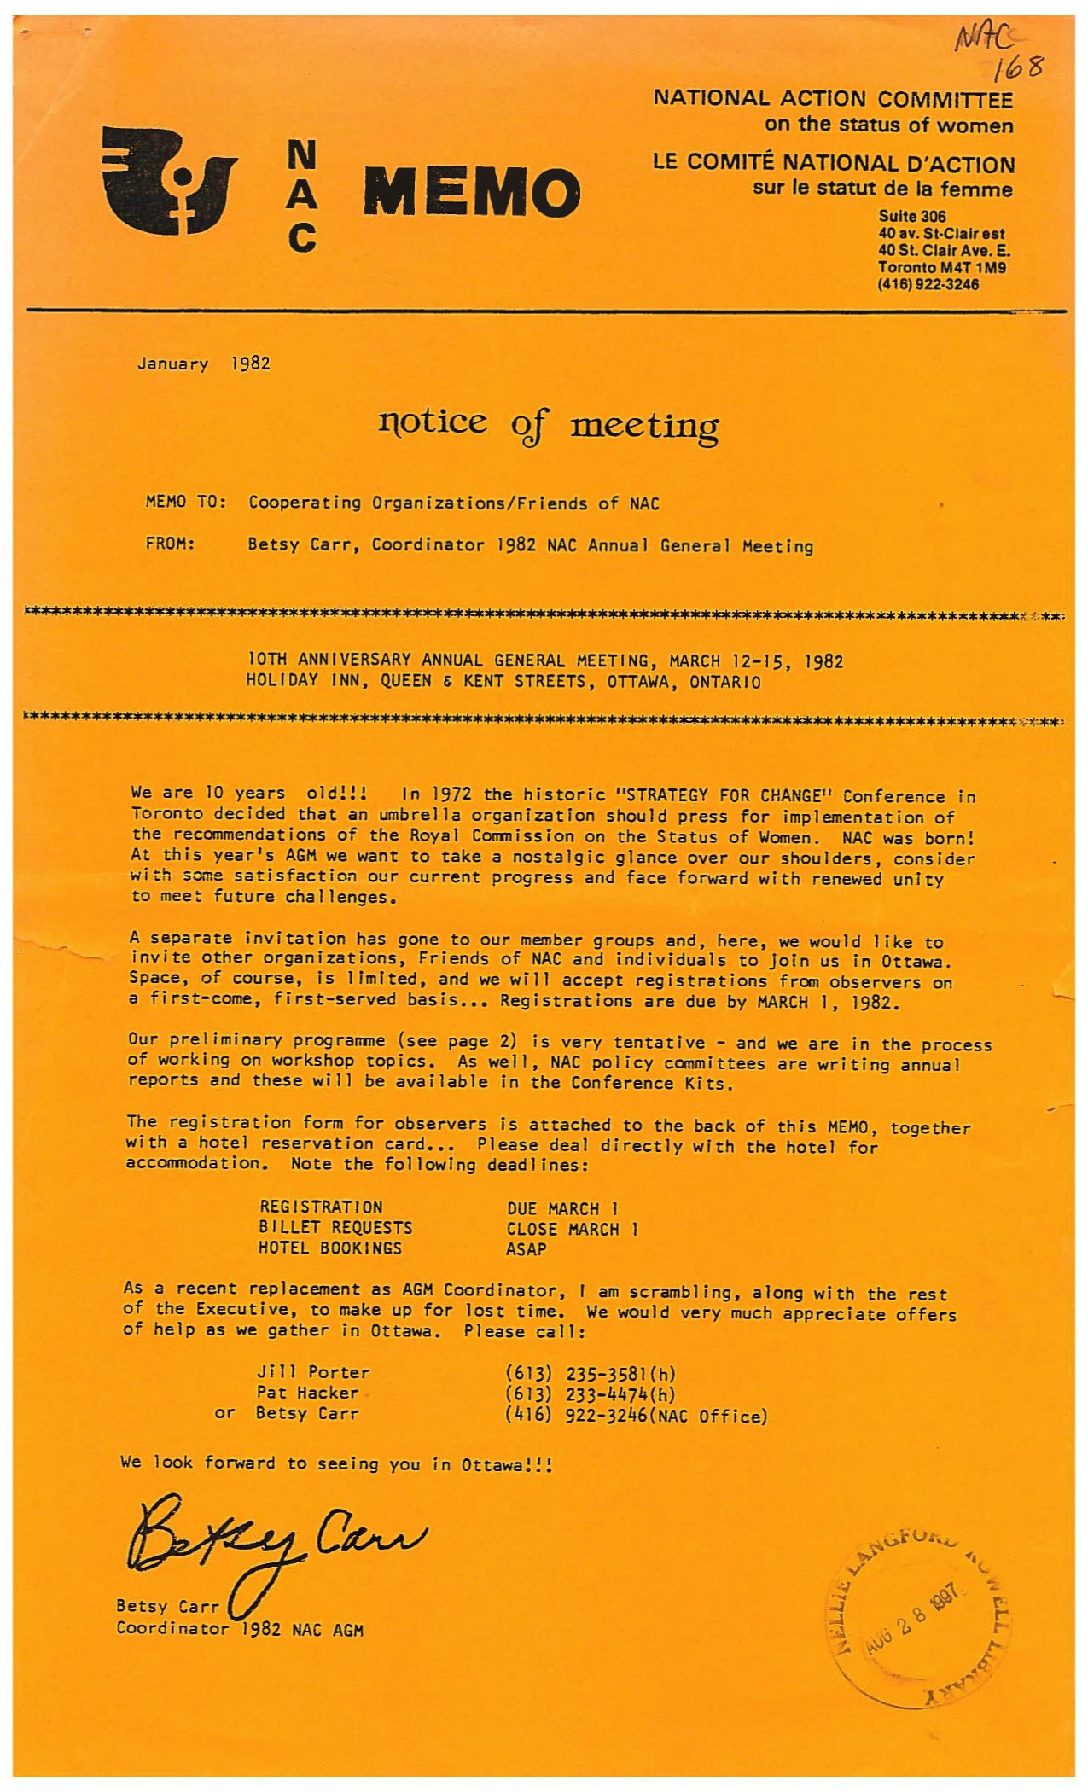 NAC
168
NATIONAL ACTION COMMITTEE
on the status of women
LE COMITÉ NATIONAL D'ACTION
sur le statut de la femme
Suite 306
40 av. St-Clair est
40 St. Clair Ave. E.
Toronto M4T 1M9
(416) 922-3246
NAC MEMO
January 1982
notice of meeting
MEMO TO: Cooperating Organizations/Friends of NAC
FROM: Betsy Carr, Coordinator 1982 NAC Annual General Meeting
10TH ANNIVERSARY ANNUAL GENERAL MEETING, MARCH 12-15, 1982
HOLIDAY INN, QUEEN & KENT STREETS, OTTAWA, ONTARIO
We are 10 years old!!! In 1972 the historic "STRATEGY FOR CHANGE" Conference in
Toronto decided that an umbrella organization should press for implementation of
the recommendations of the Royal Commission on the Status of Women. NAC was born!
At this year's AGM we want to take a nostalgic glance over our shoulders, consider
with some satisfaction our current progress and face forward with renewed unity
to meet future challenges.
A separate invitation has gone to our member groups and, here, we would like to
invite other organizations, Friends of NAC and individuals to join us in Ottawa.
Space, of course, is limited, and we will accept registrations from observers on
a first-come, first-served basis... Registrations are due by MARCH 1, 1982.
Our preliminary programme (see page 2) is very tentative - and we are in the process
of working on workshop topics. As well, NAC policy committees are writing annual
reports and these will be available in the Conference Kits.
The registration form for observers is attached to the back of this MEMO, together
with a hotel reservation card... Please deal directly with the hotel for
accommodation. Note the following deadlines:
REGISTRATION DUE MARCH 1
BILLET REQUESTS CLOSE MARCH 1
HOTEL BOOKINGS ASAP
As a recent replacement as AGM Coordinator, I am scrambling, along with the rest
of the Executive, to make up for lost time. We would very much appreciate offers
of help as we gather in Ottawa. Please call:
Jill Porter (613) 235-3581(h)
Pat Hacker (613) 233-4474(h)
or Betsy Carr (416) 922-3246(NAC Office)
We look forward to seeing you in Ottawa!!!
Betsy Carr
Betsy Carr
Coordinator 1982 NAC AGM
NELLIE LANGFORD ROWELL LIBRARY
AUG 28 1997